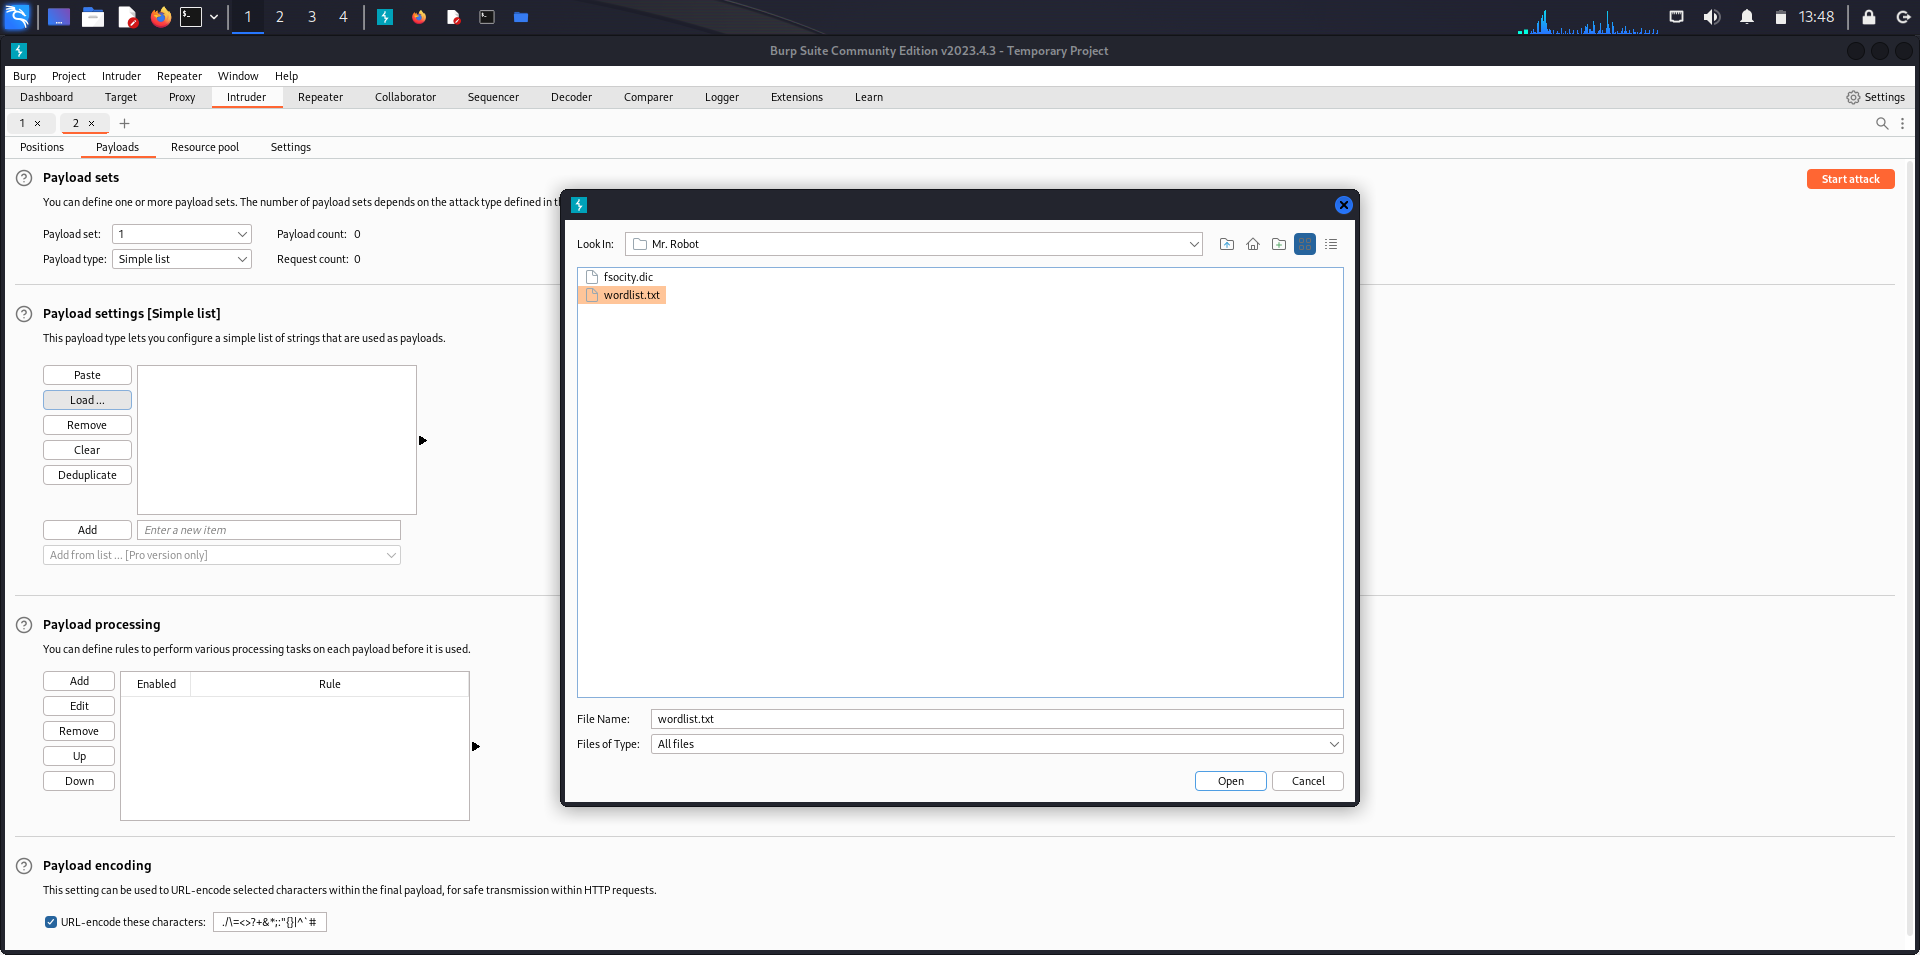 1 2 3 4 13:48
Burp Suite Community Edition v2023.4.3 - Temporary Project
Burp Project Intruder Repeater Window Help
Dashboard Target Proxy Intruder Repeater Collaborator Sequencer Decoder Comparer Logger Extensions Learn Settings
1 × 2 × +
Positions Payloads Resource pool Settings
? Payload sets
Start attack
You can define one or more payload sets. The number of payload sets depends on the attack type defined in
Payload set: 1 Payload count: 0
Payload type: Simple list Request count: 0
? Payload settings [Simple list]
This payload type lets you configure a simple list of strings that are used as payloads.
Paste
Load ...
Remove
Clear
Deduplicate
Add Enter a new item
Add from list ... [Pro version only]
? Payload processing
You can define rules to perform various processing tasks on each payload before it is used.
Add Enabled Rule
Edit
Remove
Up
Down
? Payload encoding
This setting can be used to URL-encode selected characters within the final payload, for safe transmission within HTTP requests.
URL-encode these characters: ./\=<>?+&*;:"{}|^`#
Look In: Mr. Robot
fsocity.dic
wordlist.txt
File Name: wordlist.txt
Files of Type: All files
Open Cancel